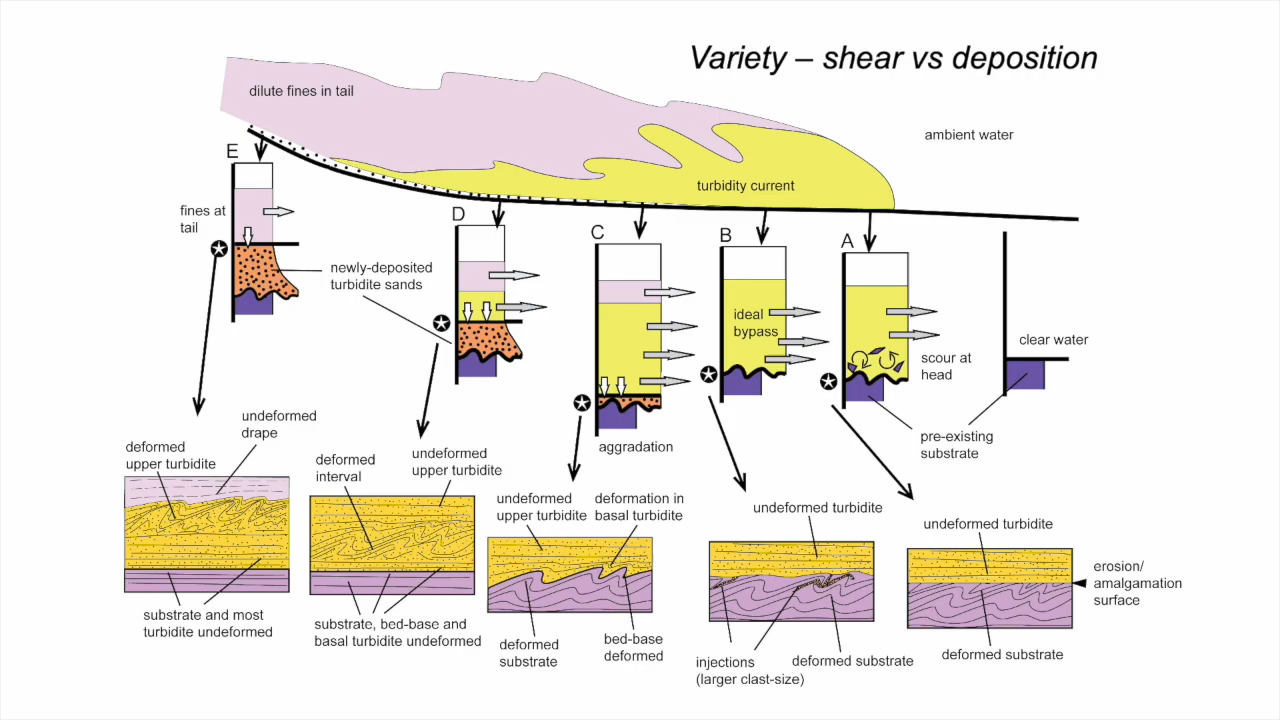 Variety – shear vs deposition
dilute fines in tail
ambient water
turbidity current
E
D
C
B
A
fines at
tail
newly-deposited
turbidite sands
ideal
bypass
scour at
head
clear water
aggradation
pre-existing
substrate
undeformed
drape
deformed
upper turbidite
substrate and most
turbidite undeformed
deformed
interval
undeformed
upper turbidite
substrate, bed-base and
basal turbidite undeformed
undeformed
upper turbidite
deformation in
basal turbidite
deformed
substrate
bed-base
deformed
undeformed turbidite
injections
(larger clast-size)
deformed substrate
undeformed turbidite
erosion/
amalgamation
surface
deformed substrate